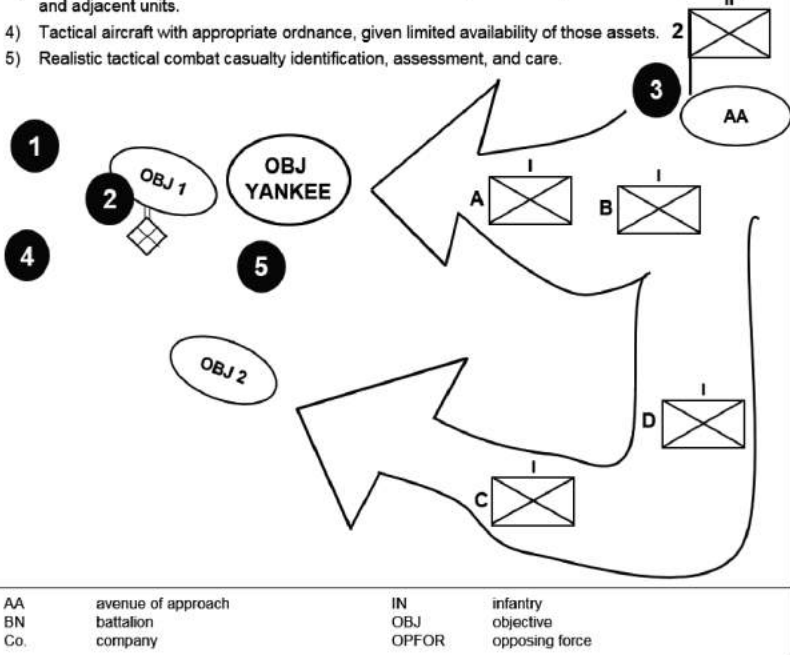 and adjacent units.
4) Tactical aircraft with appropriate ordnance, given limited availability of those assets.
5) Realistic tactical combat casualty identification, assessment, and care.
II
2
3
AA
1
OBJ 1
2
OBJ
YANKEE
I
A
I
B
4
5
OBJ 2
I
D
I
C
AA avenue of approach IN infantry
BN battalion OBJ objective
Co. company OPFOR opposing force